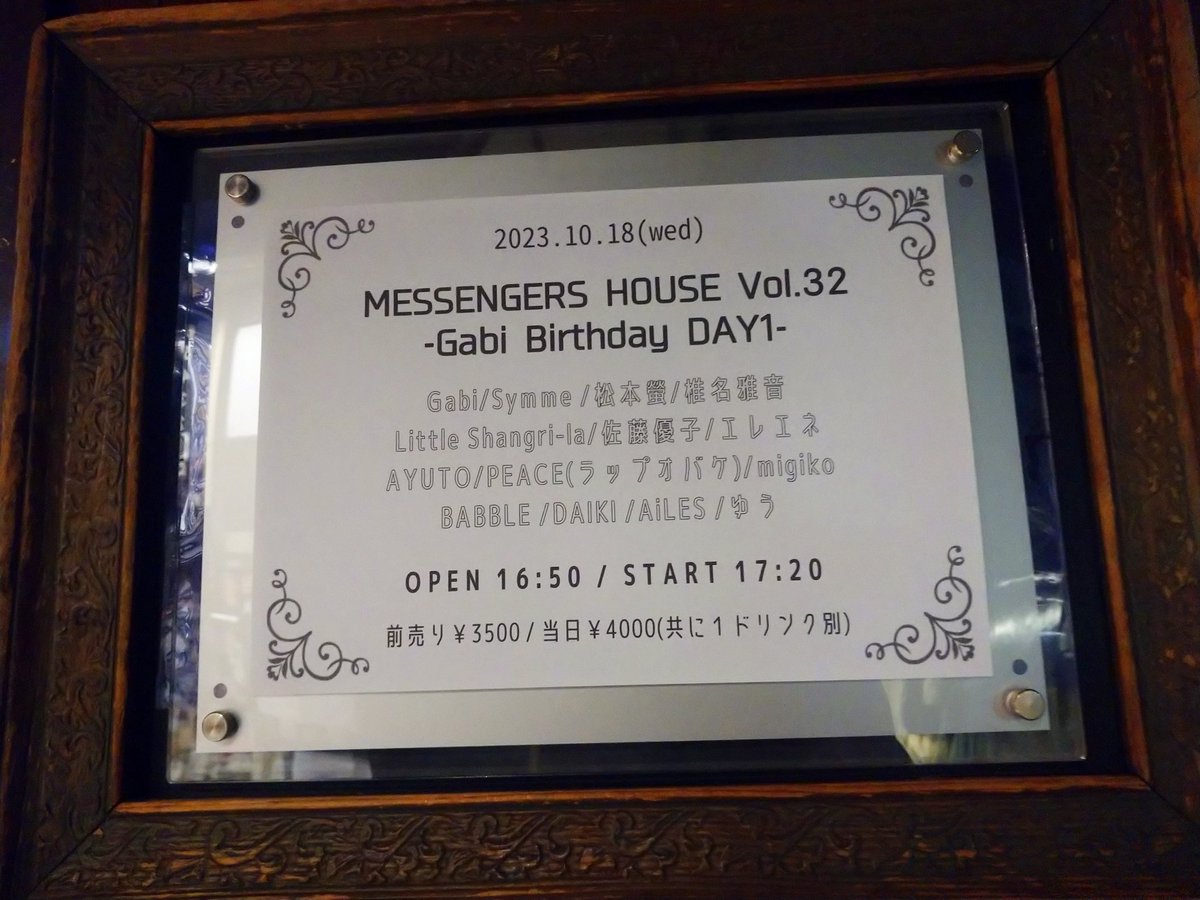 2023.10.18(wed)
MESSENGERS HOUSE Vol.32
-Gabi Birthday DAY1-
Gabi/Symme /松本螢/椎名雅音
Little Shangri-la/佐藤優子/エレエネ
AYUTO/PEACE(ラップオバケ)/migiko
BABBLE /DAIKI /AiLES /ゆう
OPEN 16:50 / START 17:20
前売り¥3500 / 当日¥4000(共に1ドリンク別)